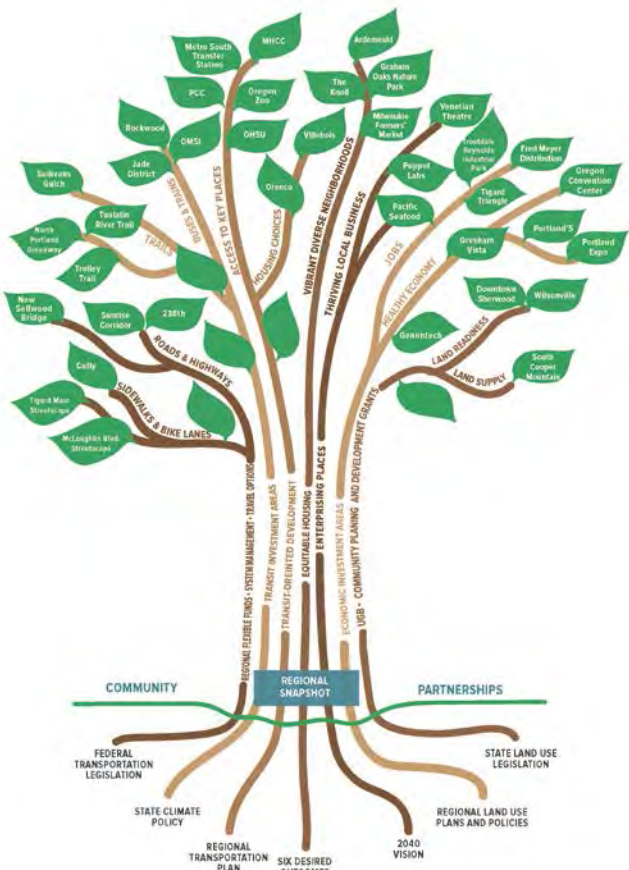 MHCC
Metro South
Transfer
Station
PCC
Oregon
Zoo
Rockwood
OMSI
OHSU
Jade
District
Villebois
Orenco
Sullivans
Gulch
Tualatin
River Trail
North
Portland
Greenway
Trolley
Trail
TRAILS
BUSES & TRAINS
ACCESS TO KEY PLACES
HOUSING CHOICES
Ardenwald
The
Knoll
Graham
Oaks Nature
Park
Milwaukie
Farmers'
Market
Venetian
Theatre
Puppet
Labs
Pacific
Seafood
VIBRANT DIVERSE NEIGHBORHOODS
THRIVING LOCAL BUSINESS
Troutdale
Reynolds
Industrial
Park
Fred Meyer
Distribution
Tigard
Triangle
Oregon
Convention
Center
Gresham
Vista
Portland'5
Portland
Expo
JOBS
HEALTHY ECONOMY
New
Sellwood
Bridge
Sunrise
Corridor
238th
ROADS & HIGHWAYS
Cully
Tigard Main
Streetscape
McLoughlin Blvd.
Streetscape
SIDEWALKS & BIKE LANES
Downtown
Sherwood
Wilsonville
Genentech
LAND READINESS
South
Cooper
Mountain
LAND SUPPLY
REGIONAL FLEXIBLE FUNDS • SYSTEM MANAGEMENT • TRAVEL OPTIONS
TRANSIT INVESTMENT AREAS
TRANSIT-OREINTED DEVELOPMENT
EQUITABLE HOUSING
ENTERPRISING PLACES
ECONOMIC INVESTMENT AREAS
UGB • COMMUNITY PLANING AND DEVELOPMENT GRANTS
COMMUNITY
REGIONAL
SNAPSHOT
PARTNERSHIPS
FEDERAL
TRANSPORTATION
LEGISLATION
STATE CLIMATE
POLICY
REGIONAL
TRANSPORTATION
PLAN
SIX DESIRED
2040
VISION
REGIONAL LAND USE
PLANS AND POLICIES
STATE LAND USE
LEGISLATION